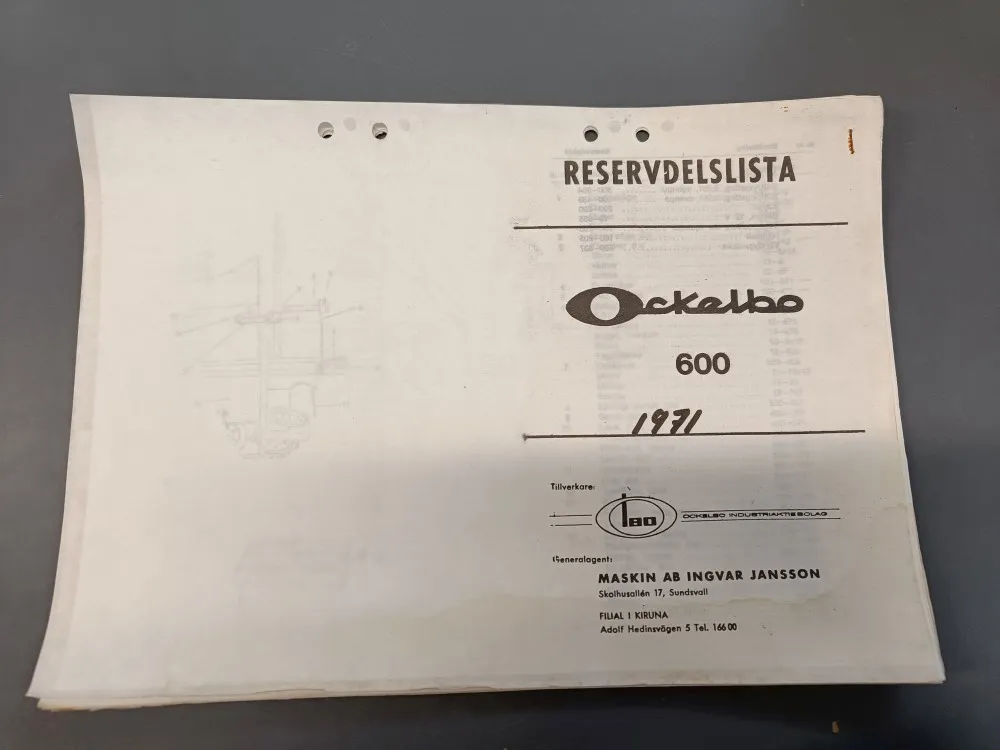 RESERVDELSLISTA
Ockelbo
600
1971
Tillverkare:
IBO
OCKELBO INDUSTRIAKTIEBOLAG
Generalagent:
MASKIN AB INGVAR JANSSON
Skolhusallén 17, Sundsvall
FILIAL I KIRUNA
Adolf Hedinsvägen 5 Tel. 166 00